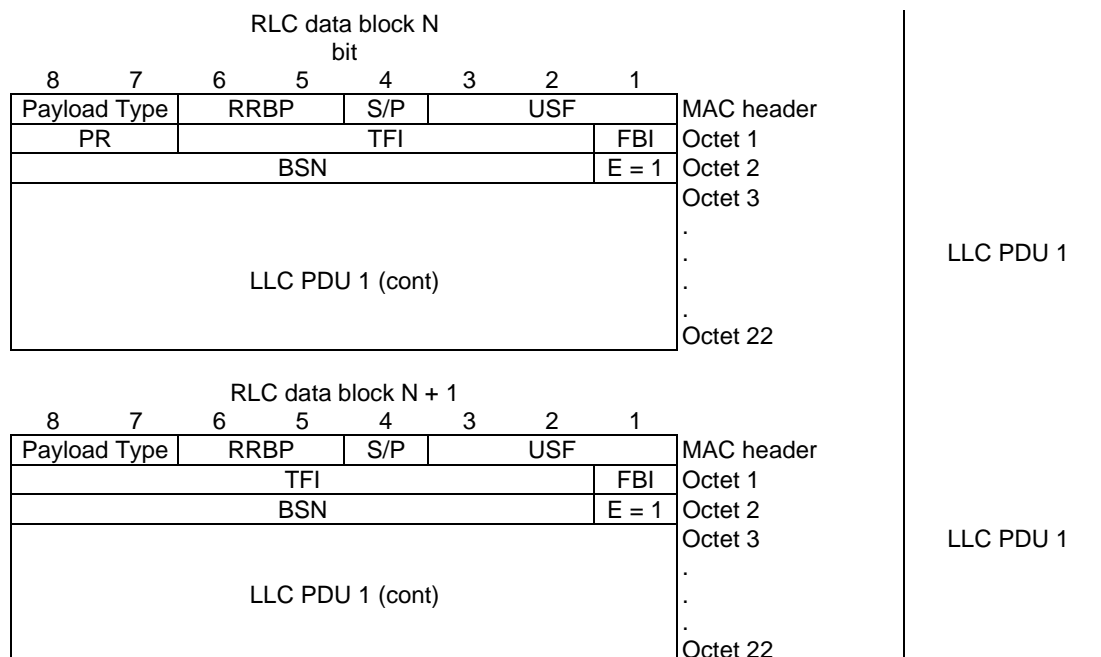 RLC data block N
bit
8 7 6 5 4 3 2 1
Payload Type RRBP S/P USF MAC header
PR TFI FBI Octet 1
BSN E = 1 Octet 2
Octet 3
.
.
LLC PDU 1
LLC PDU 1 (cont) .
.
Octet 22
RLC data block N + 1
8 7 6 5 4 3 2 1
Payload Type RRBP S/P USF MAC header
TFI FBI Octet 1
BSN E = 1 Octet 2
Octet 3 LLC PDU 1
.
LLC PDU 1 (cont) .
.
Octet 22